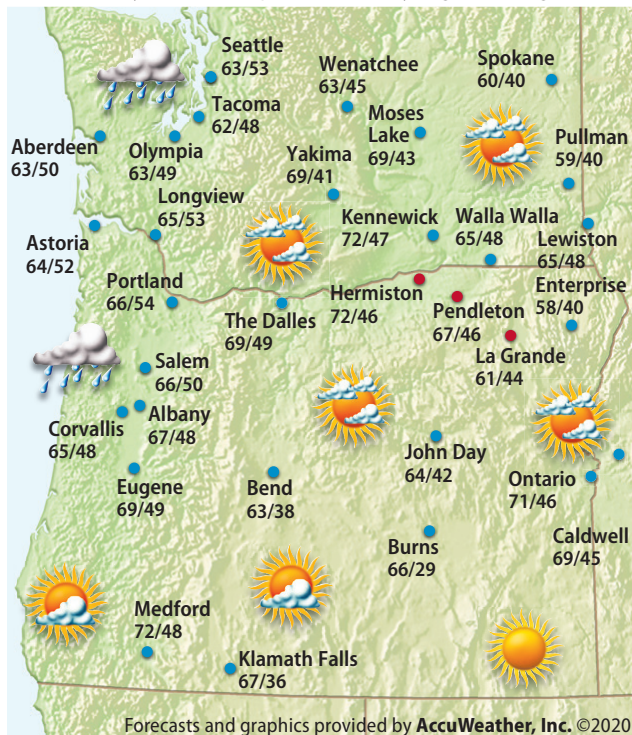 Seattle
63/53
Wenatchee
63/45
Spokane
60/40
Tacoma
62/48
Moses
Lake
69/43
Aberdeen
63/50
Olympia
63/49
Yakima
69/41
Pullman
59/40
Longview
65/53
Kennewick
72/47
Walla Walla
65/48
Lewiston
65/48
Astoria
64/52
Portland
66/54
The Dalles
69/49
Hermiston
72/46
Pendleton
67/46
Enterprise
58/40
La Grande
61/44
Salem
66/50
Albany
67/48
Corvallis
65/48
Eugene
69/49
Bend
63/38
John Day
64/42
Ontario
71/46
Burns
66/29
Caldwell
69/45
Medford
72/48
Klamath Falls
67/36
Forecasts and graphics provided by AccuWeather, Inc. ©2020